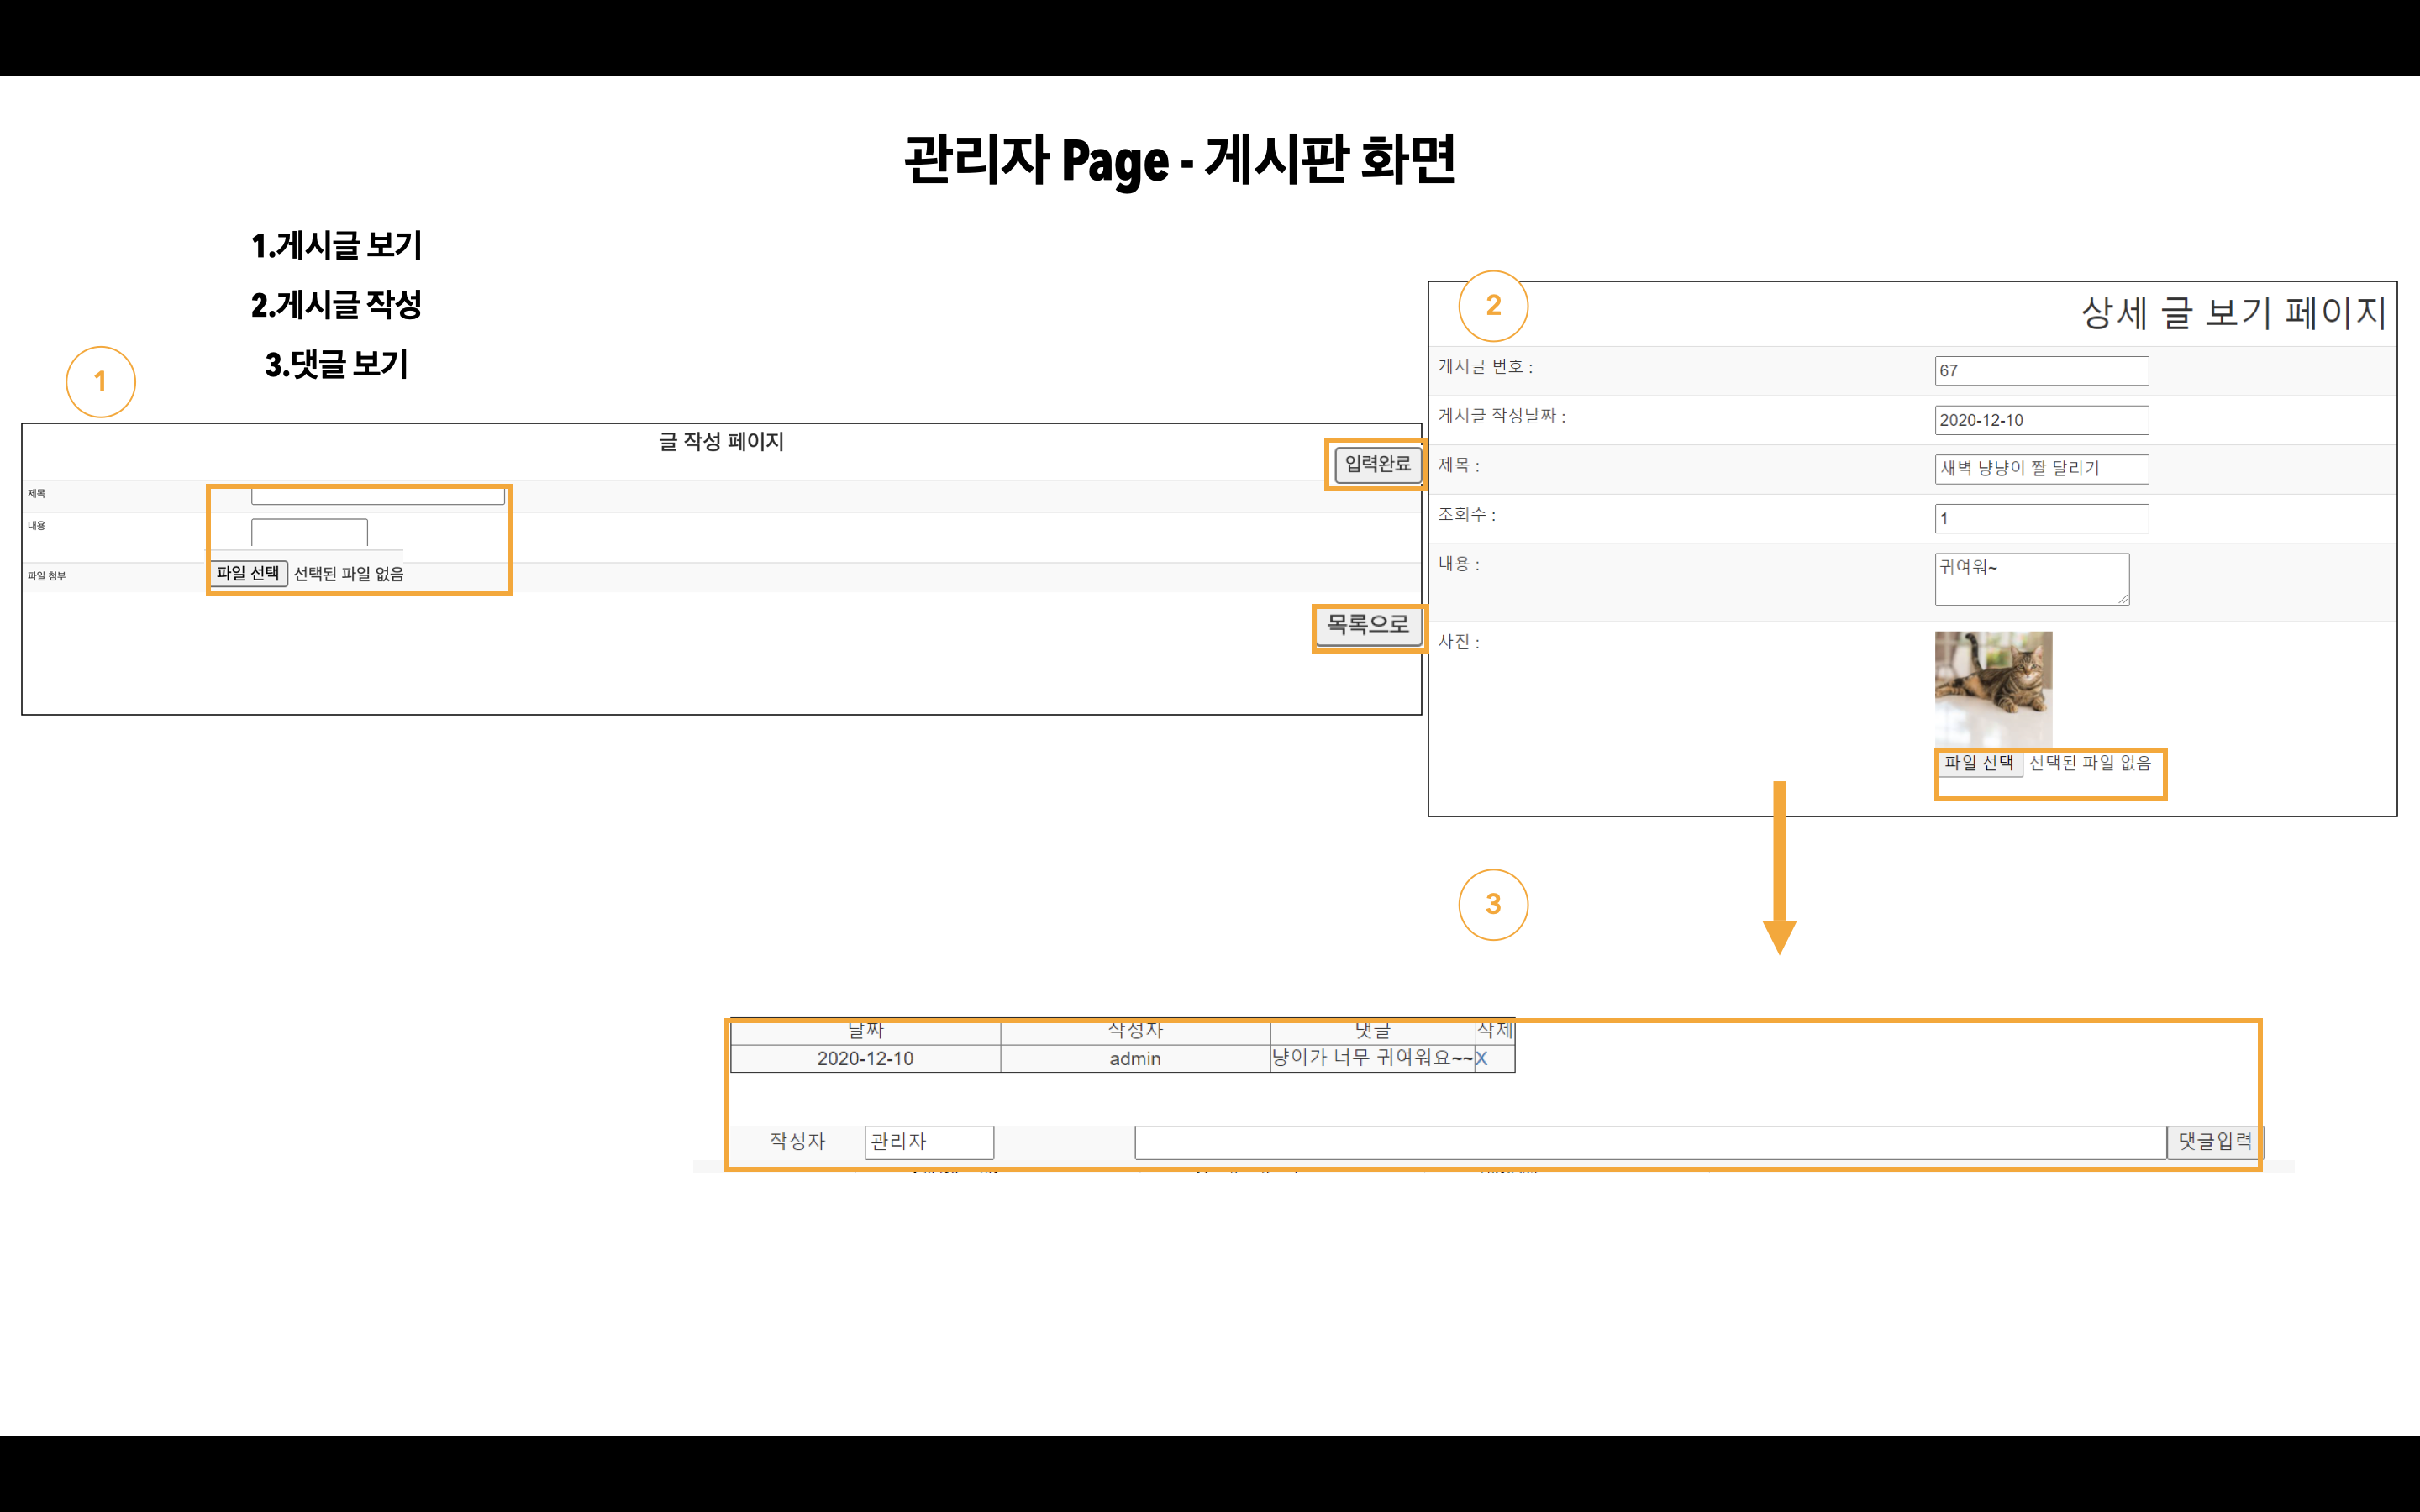 관리자 Page - 게시판 화면
1.게시글 보기
2.게시글 작성
3.댓글 보기
1
글 작성 페이지
입력완료
제목
내용
파일 첨부
파일 선택 선택된 파일 없음
목록으로
2
상세 글 보기 페이지
게시글 번호 : 67
게시글 작성날짜 : 2020-12-10
제목 : 새벽 냥냥이 짤 달리기
조회수 : 1
내용 : 귀여워~
사진 :
파일 선택 선택된 파일 없음
3
날짜 작성자 댓글 삭제
2020-12-10 admin 냥이가 너무 귀여워요~~ X
작성자 관리자 댓글입력